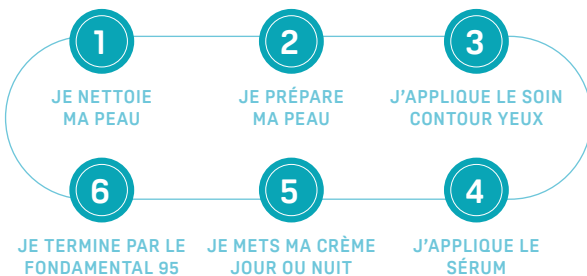 1
JE NETTOIE
MA PEAU
2
JE PRÉPARE
MA PEAU
3
J’APPLIQUE LE SOIN
CONTOUR YEUX
4
J’APPLIQUE LE
SÉRUM
5
JE METS MA CRÈME
JOUR OU NUIT
6
JE TERMINE PAR LE
FONDAMENTAL 95